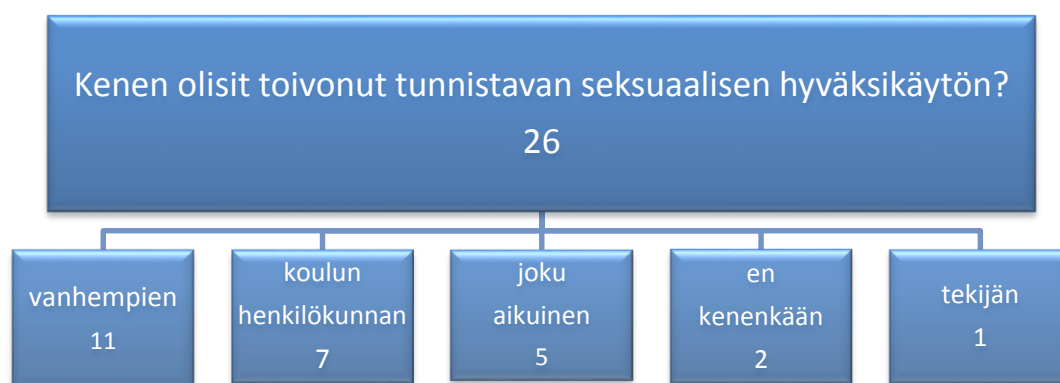 Kenen olisit toivonut tunnistavan seksuaalisen hyväksikäytön?
26
vanhempien
11
koulun
henkilökunnan
7
joku
aikuinen
5
en
kenenkään
2
tekijän
1